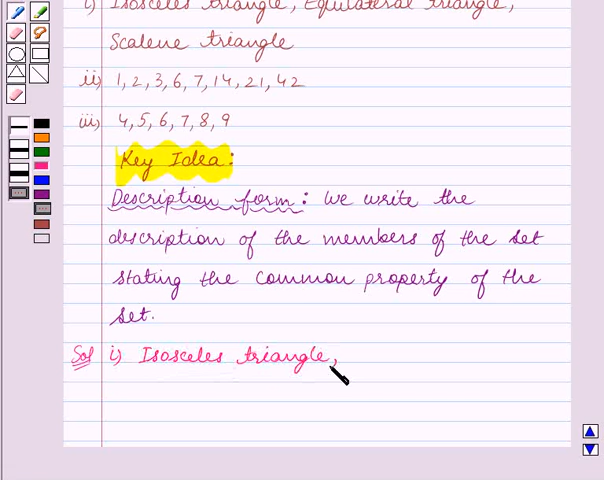 i) Isosceles triangle, Equilateral triangle,
Scalene triangle
ii) 1, 2, 3, 6, 7, 14, 21, 42
iii) 4, 5, 6, 7, 8, 9
Key Idea:
Description form: We write the
description of the members of the set
stating the common property of the
set.
Sol i) Isosceles triangle,